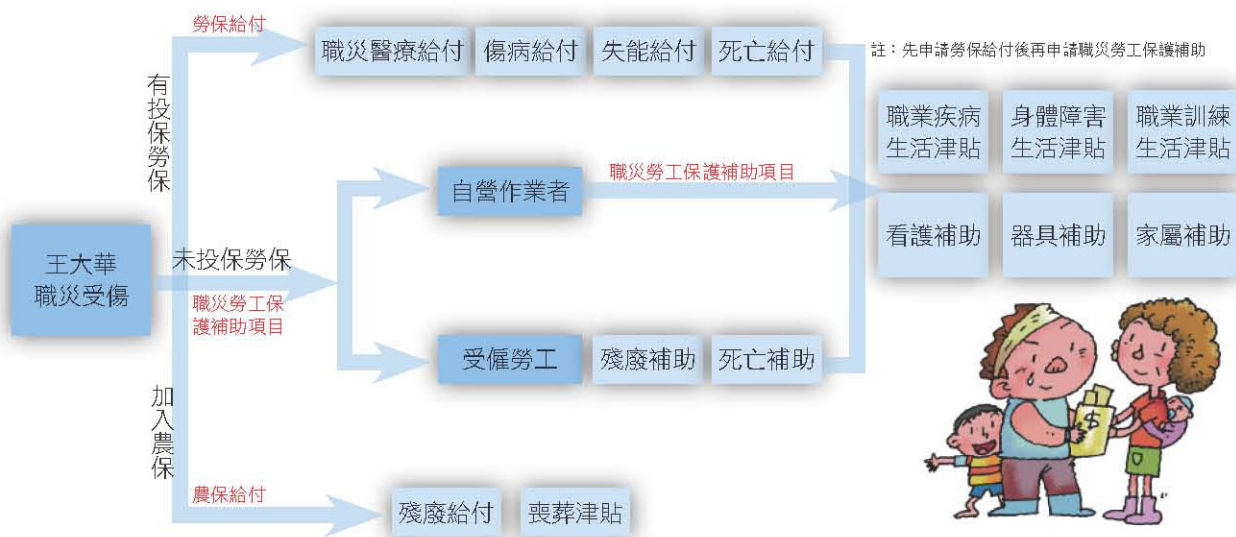 勞保給付
職災醫療給付
傷病給付
失能給付
死亡給付
註：先申請勞保給付後再申請職災勞工保護補助
有投保勞保
職業疾病
生活津貼
身體障害
生活津貼
職業訓練
生活津貼
自營作業者
職災勞工保護補助項目
看護補助
器具補助
家屬補助
王大華
職災受傷
未投保勞保
職災勞工保
護補助項目
受僱勞工
殘廢補助
死亡補助
加入農保
農保給付
殘廢給付
喪葬津貼
$